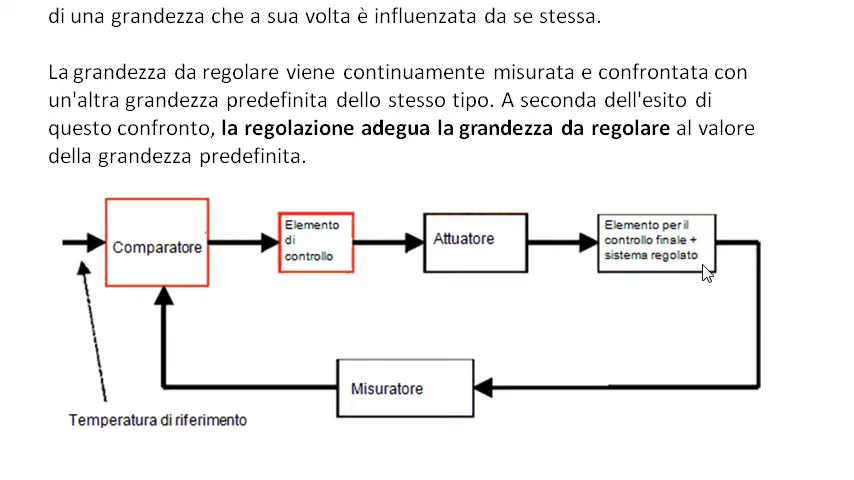 di una grandezza che a sua volta è influenzata da se stessa.
La grandezza da regolare viene continuamente misurata e confrontata con
un'altra grandezza predefinita dello stesso tipo. A seconda dell'esito di
questo confronto, la regolazione adegua la grandezza da regolare al valore
della grandezza predefinita.
Comparatore
Elemento
di
controllo
Attuatore
Elemento per il
controllo finale +
sistema regolato
Misuratore
Temperatura di riferimento